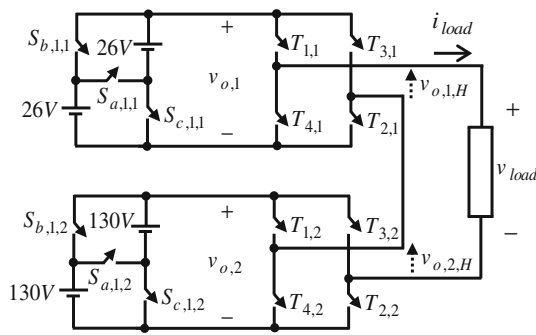 S_{b,1,1}
26V
+
v_{o,1}
T_{1,1}
T_{3,1}
i_{load}
26V
S_{a,1,1}
S_{c,1,1}
−
T_{4,1}
T_{2,1}
v_{o,1,H}
+
v_{load}
−
S_{b,1,2}
130V
+
v_{o,2}
T_{1,2}
T_{3,2}
v_{o,2,H}
130V
S_{a,1,2}
S_{c,1,2}
−
T_{4,2}
T_{2,2}